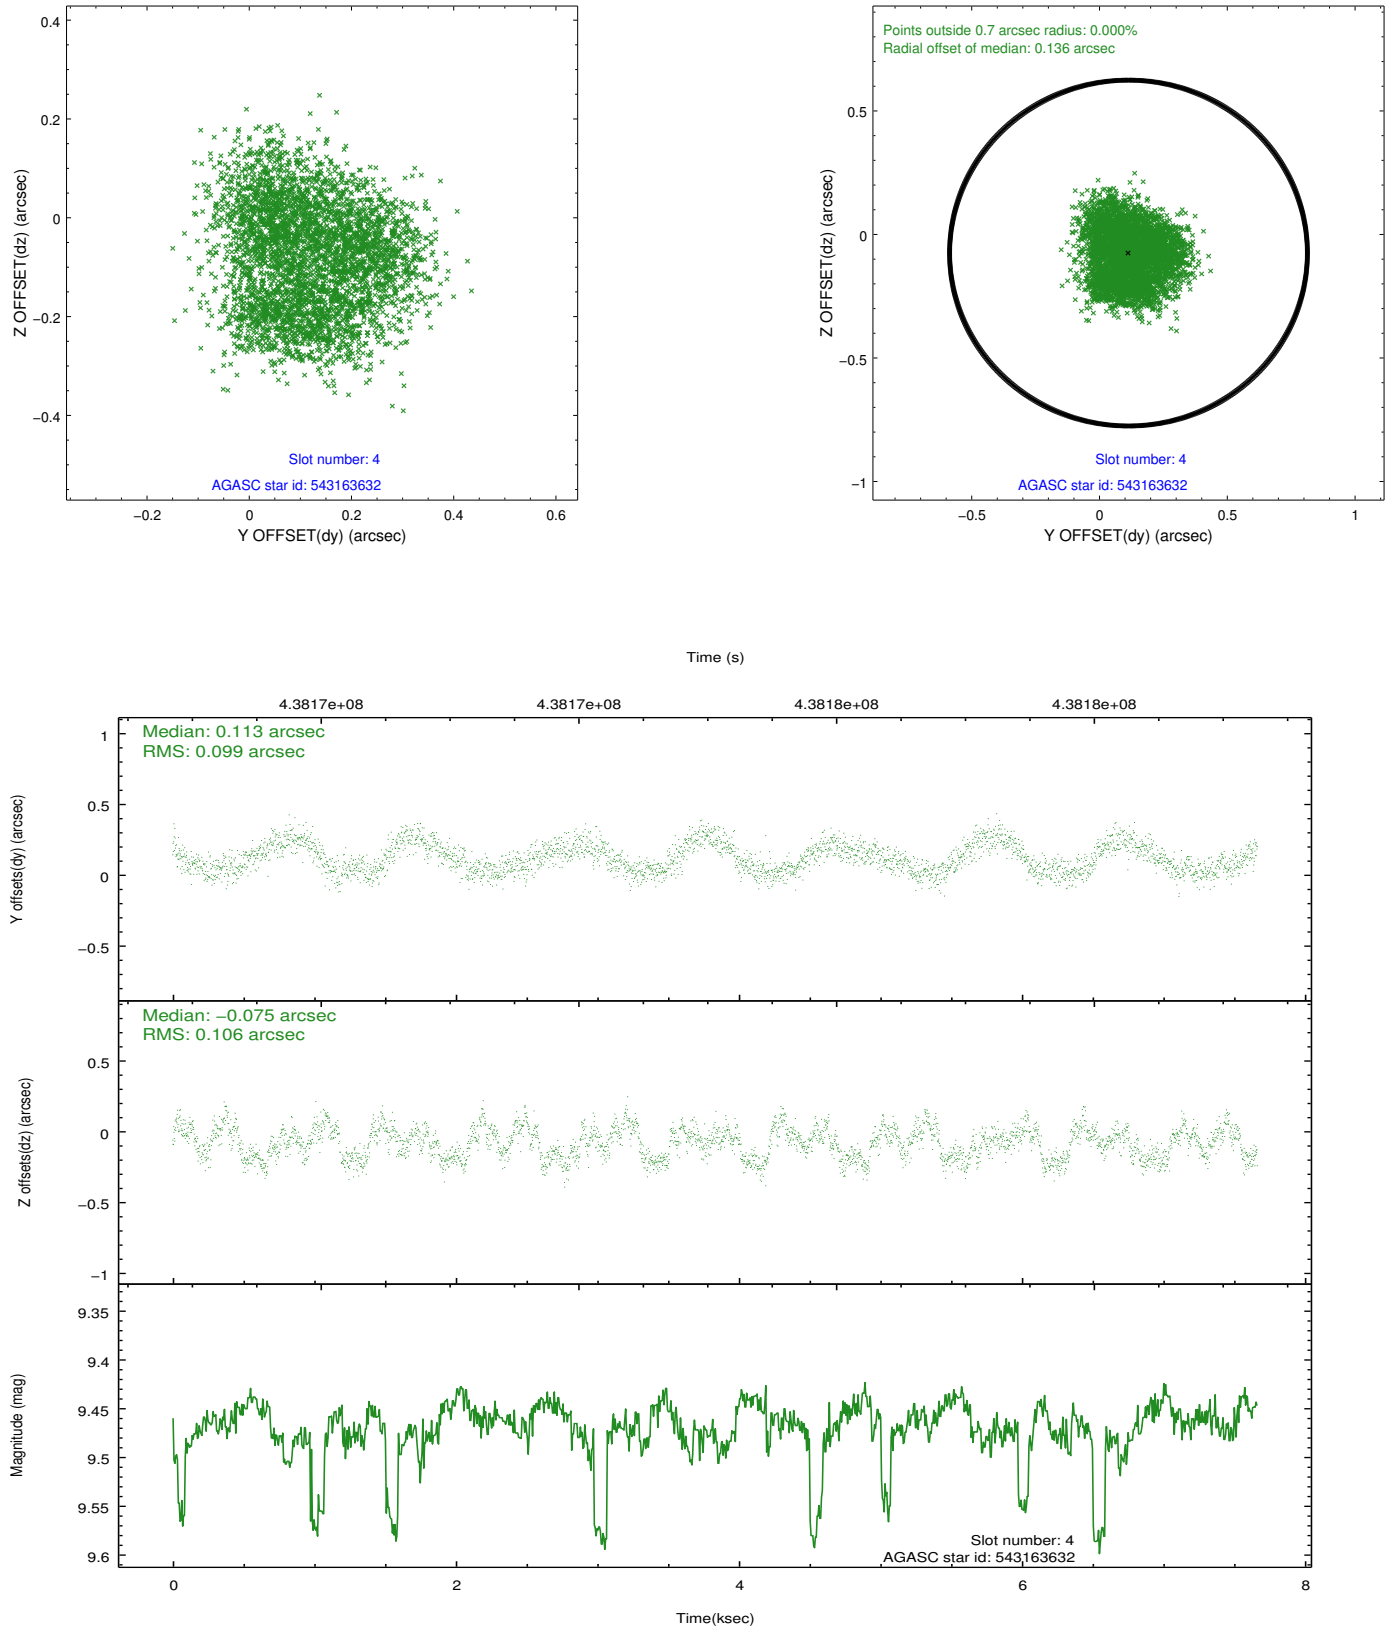 0.4
0.2
0
−0.2
−0.4
Z OFFSET(dz) (arcsec)
Slot number: 4
AGASC star id: 543163632
−0.2 0 0.2 0.4 0.6
Y OFFSET(dy) (arcsec)
Points outside 0.7 arcsec radius: 0.000%
Radial offset of median: 0.136 arcsec
0.5
0
−0.5
−1
Z OFFSET(dz) (arcsec)
Slot number: 4
AGASC star id: 543163632
−0.5 0 0.5 1
Y OFFSET(dy) (arcsec)
Time (s)
4.3817e+08 4.3817e+08 4.3818e+08 4.3818e+08
Median: 0.113 arcsec
RMS: 0.099 arcsec
1
0.5
0
−0.5
Y offsets(dy) (arcsec)
Median: −0.075 arcsec
RMS: 0.106 arcsec
0.5
0
−0.5
−1
Z offsets(dz) (arcsec)
9.35
9.4
9.45
9.5
9.55
9.6
Magnitude (mag)
Slot number: 4
AGASC star id: 543163632
0 2 4 6 8
Time(ksec)